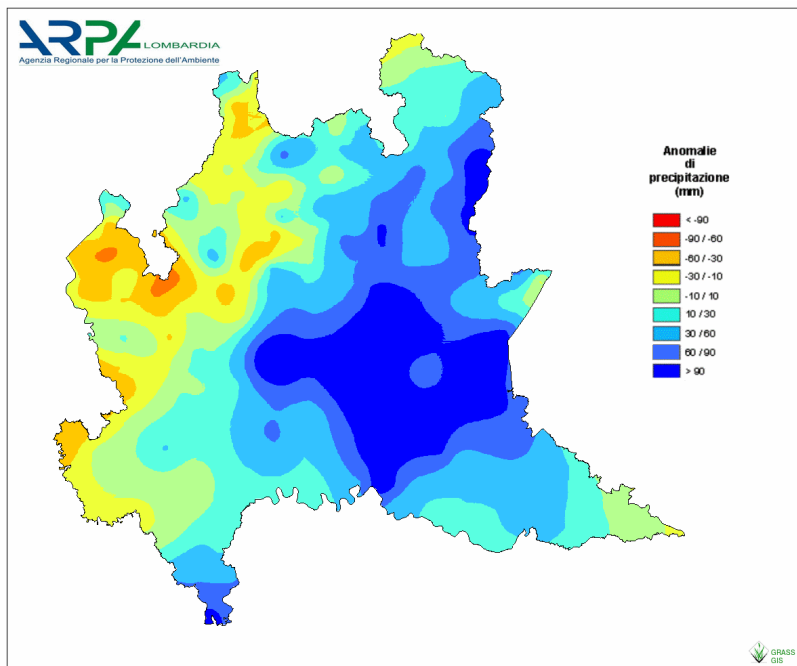 ARPA LOMBARDIA
Agenzia Regionale per la Protezione dell'Ambiente
Anomalie
di
precipitazione
(mm)
< -90
-90 / -60
-60 / -30
-30 / -10
-10 / 10
10 / 30
30 / 60
60 / 90
> 90
GRASS
GIS